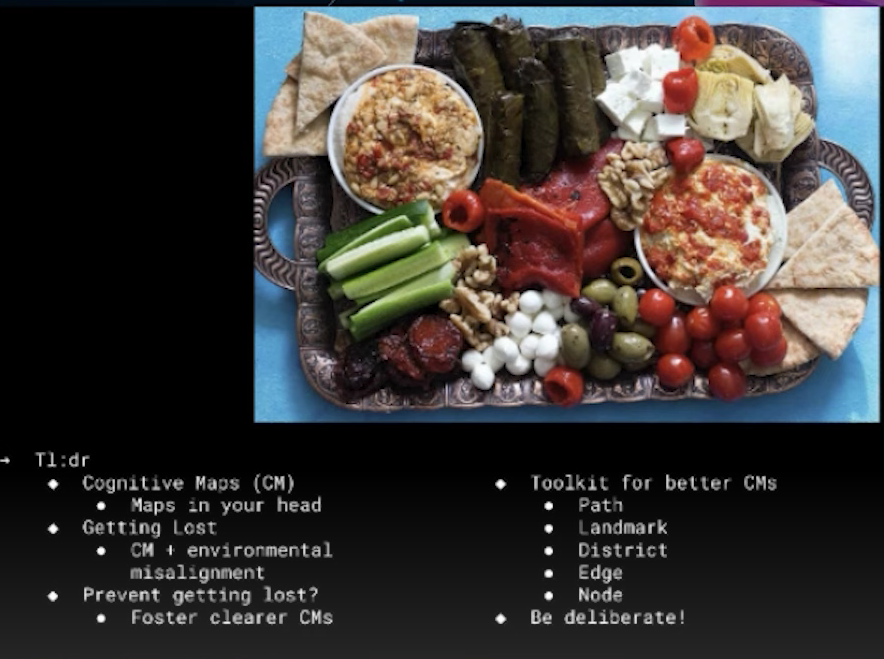 → Tl:dr
◆ Cognitive Maps (CM)
● Maps in your head
◆ Getting Lost
● CM + environmental
misalignment
◆ Prevent getting lost?
● Foster clearer CMs
◆ Toolkit for better CMs
● Path
● Landmark
● District
● Edge
● Node
◆ Be deliberate!